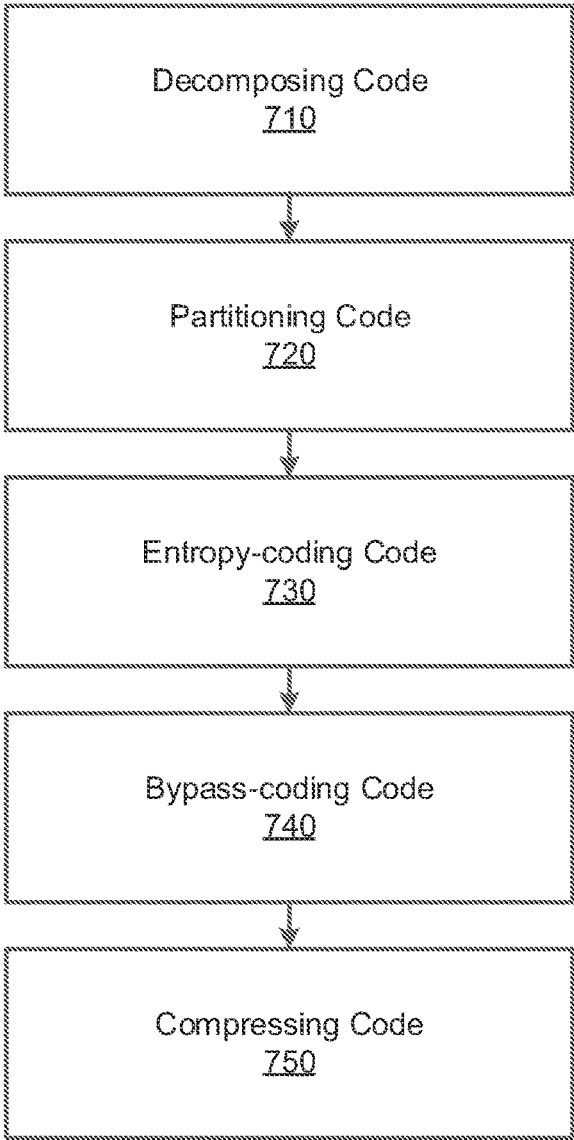 Decomposing Code
710
Partitioning Code
720
Entropy-coding Code
730
Bypass-coding Code
740
Compressing Code
750